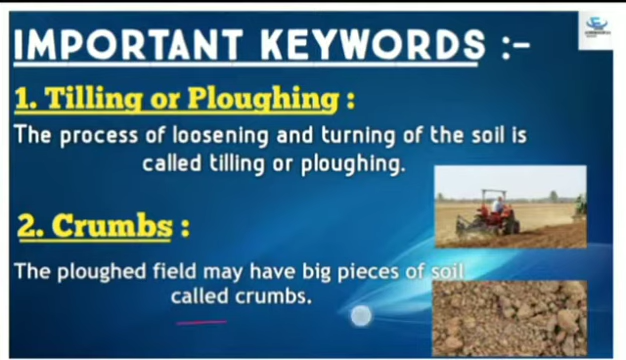 IMPORTANT KEYWORDS :-
1. Tilling or Ploughing :
The process of loosening and turning of the soil is
called tilling or ploughing.
2. Crumbs :
The ploughed field may have big pieces of soil
called crumbs.